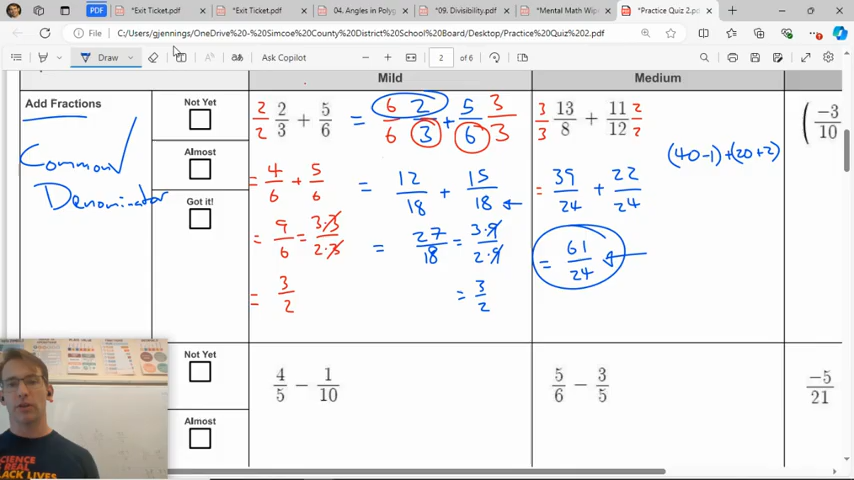 *Exit Ticket.pdf
PDF
*Exit Ticket.pdf
04. Angles in Polyg
*09. Divisibility.pdf
*Mental Math Wip
*Practice Quiz 2.p
File
C:/Users/gjennings/OneDrive%20-%20Simcoe%20County%20District%20School%20Board/Desktop/Practice%20Quiz%202.pdf
Draw
Ask Copilot
2 of 6
Mild
Medium
Add Fractions
Common
Denominator
Not Yet
Almost
Got it!
2/2 2/3 + 5/6 = 6/6 2/3 + 5/6 3/3
= 4/6 + 5/6 = 12/18 + 15/18
= 9/6 = 3·3/2·3 = 27/18 = 3·9/2·9
= 3/2 = 3/2
3/3 13/8 + 11/12 2/2
(40-1)+(20+2)
= 39/24 + 22/24
= 61/24
(-3/10
Not Yet
Almost
4/5 − 1/10
5/6 − 3/5
-5/21
SCIENCE
IS REAL
BLACK LIVES